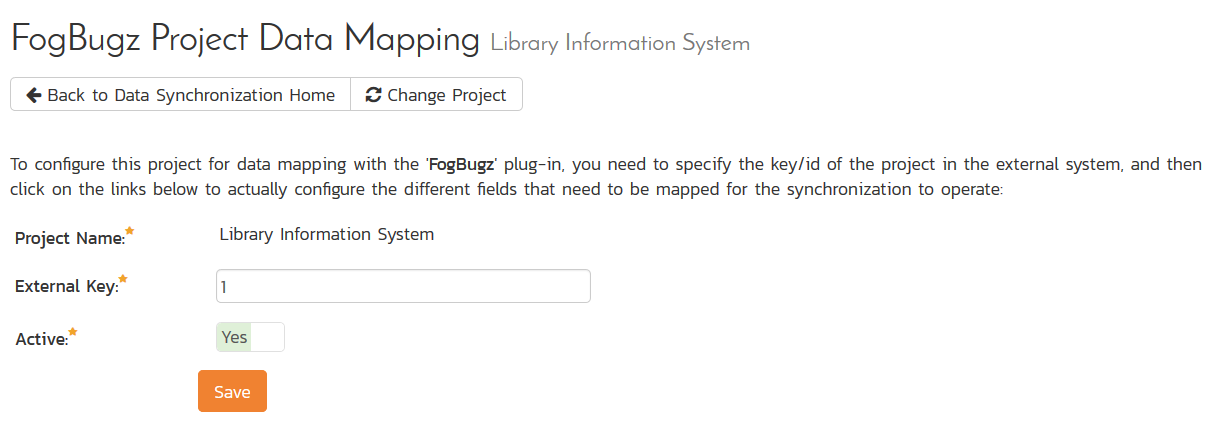 FogBugz Project Data Mapping Library Information System
Back to Data Synchronization Home Change Project
To configure this project for data mapping with the 'FogBugz' plug-in, you need to specify the key/id of the project in the external system, and then
click on the links below to actually configure the different fields that need to be mapped for the synchronization to operate:
Project Name: Library Information System
External Key: 1
Active: Yes
Save